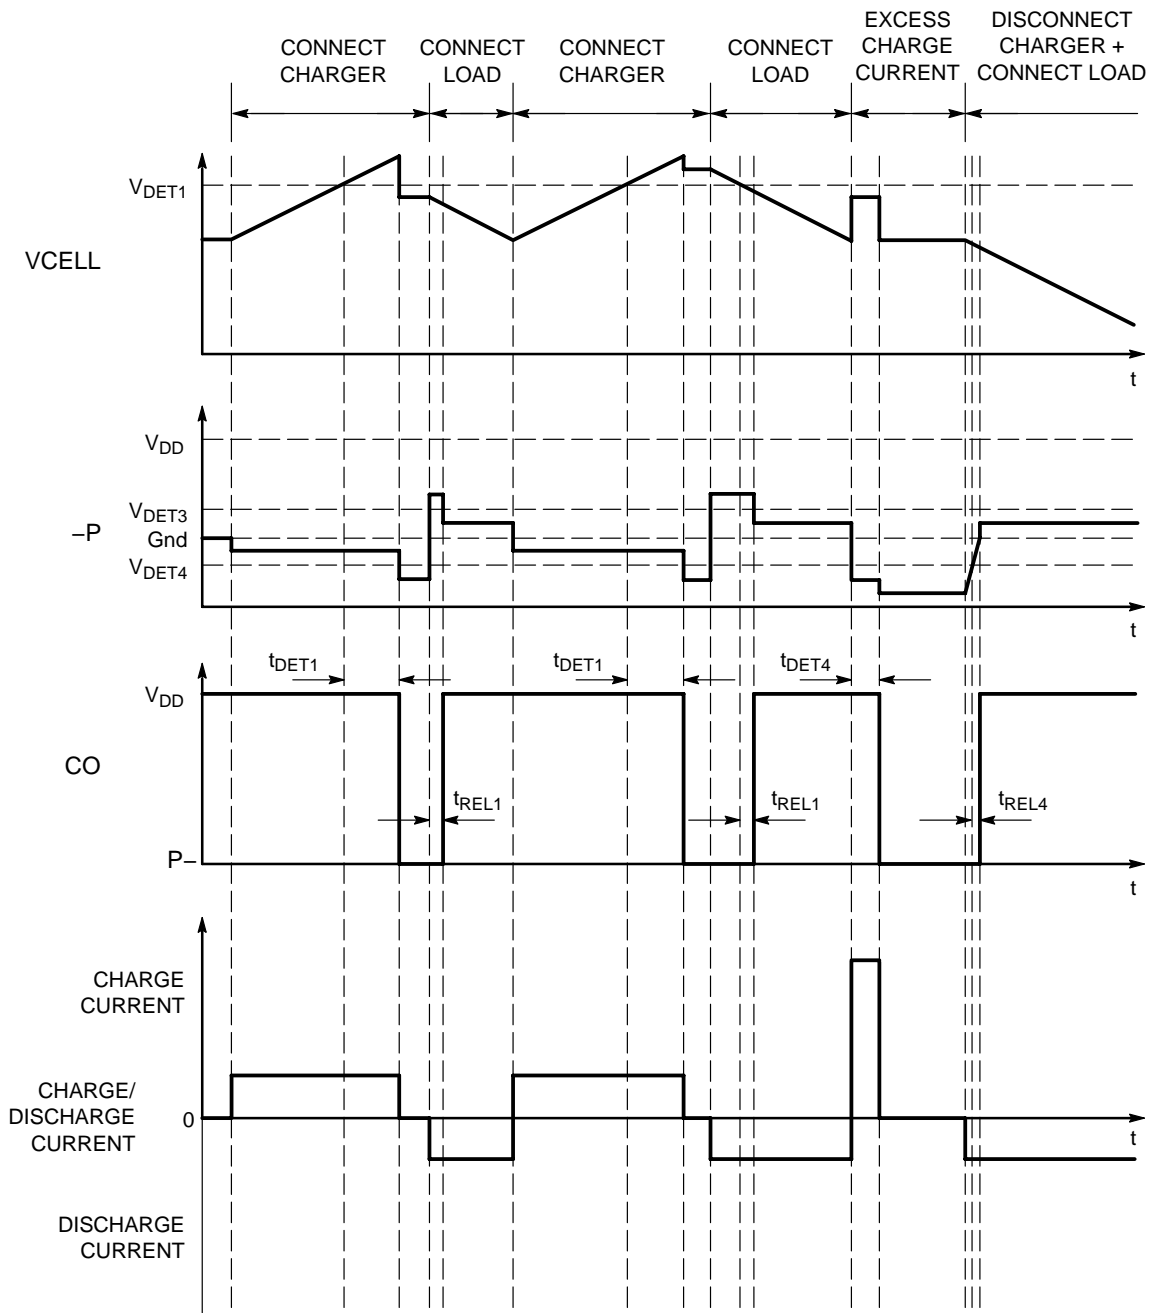 CONNECT
CHARGER
CONNECT
LOAD
CONNECT
CHARGER
CONNECT
LOAD
EXCESS
CHARGE
CURRENT
DISCONNECT
CHARGER +
CONNECT LOAD
VDET1
VCELL
t
VDD
VDET3
–P
Gnd
VDET4
t
tDET1
tDET1
tDET4
VDD
CO
tREL1
tREL1
tREL4
P–
t
CHARGE
CURRENT
CHARGE/
DISCHARGE
CURRENT
0
t
DISCHARGE
CURRENT